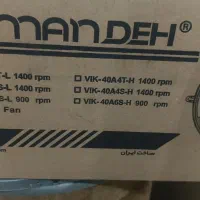 MANDEH®
-L 1400 rpm □ VIK-40A4T-H 1400 rpm
S-L 1400 rpm □ VIK-40A4S-H 1400 rpm
S-L 900 rpm □ VIK-40A6S-H 900 rpm
Fan
ساخت ایران